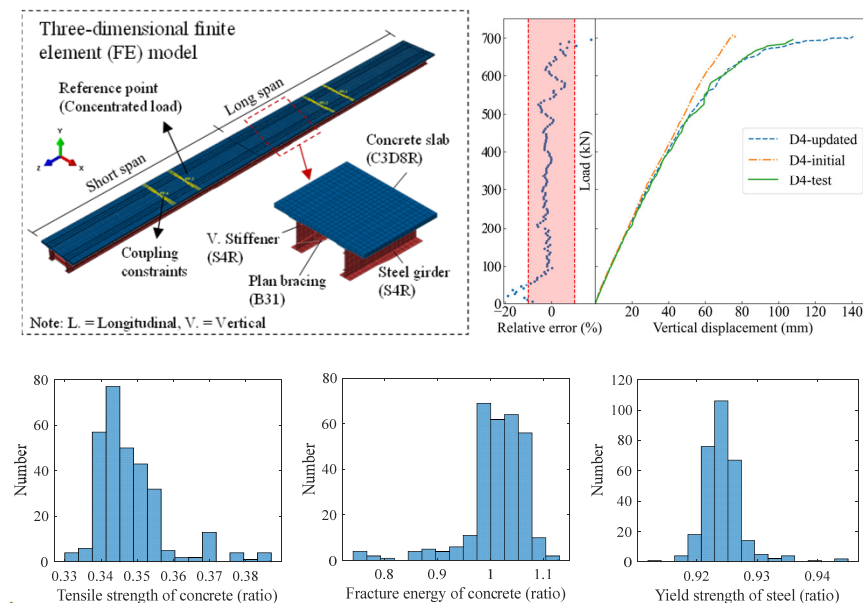 Three-dimensional finite
element (FE) model
Reference point
(Concentrated load)
Long span
Short span
Concrete slab
(C3D8R)
Y
Z
X
V. Stiffener
(S4R)
Coupling
constraints
Plan bracing
(B31)
Steel girder
(S4R)
Note: L. = Longitudinal, V. = Vertical
700
600
500
400
300
200
100
0
Load (kN)
D4-updated
D4-initial
D4-test
−20
0
20
40
60
80
100
120
140
Relative error (%)
Vertical displacement (mm)
80
60
40
20
0
Number
0.33
0.34
0.35
0.36
0.37
0.38
Tensile strength of concrete (ratio)
80
60
40
20
0
Number
0.8
0.9
1
1.1
Fracture energy of concrete (ratio)
120
100
80
60
40
20
0
Number
0.92
0.93
0.94
Yield strength of steel (ratio)